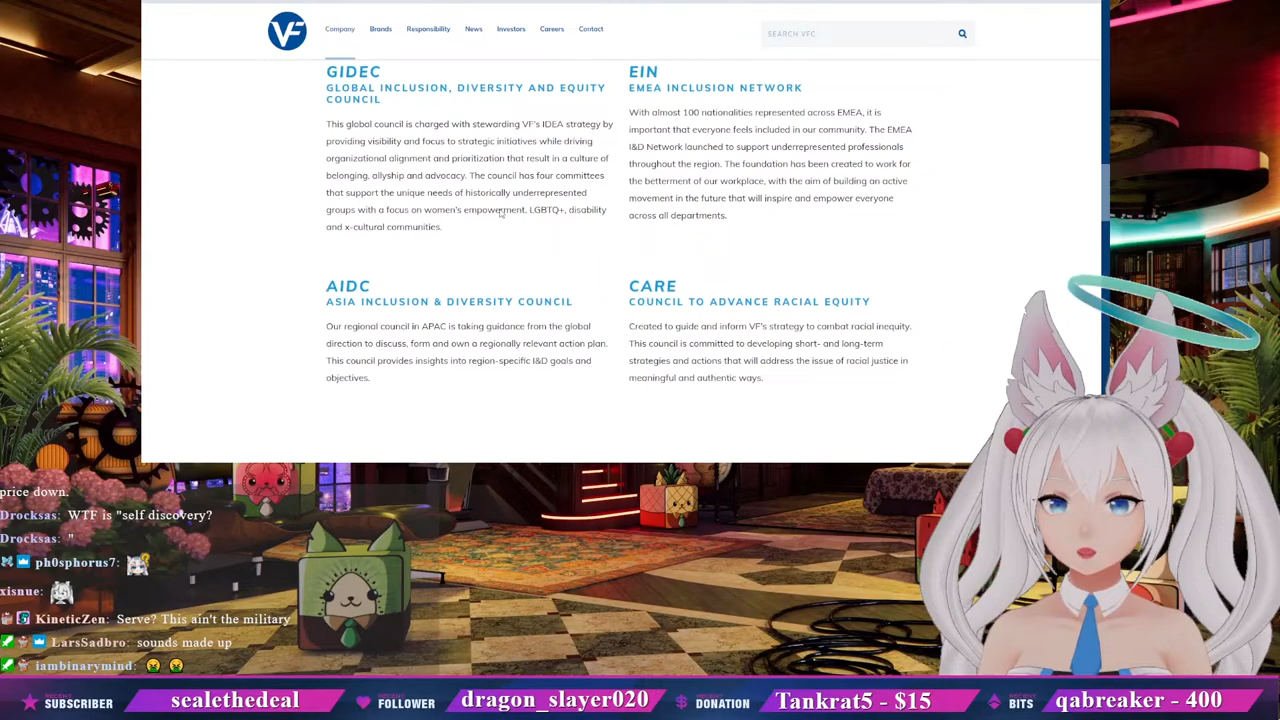 VF
Company
Brands
Responsibility
News
Investors
Careers
Contact
SEARCH VFC
GIDEC
GLOBAL INCLUSION, DIVERSITY AND EQUITY
COUNCIL
This global council is charged with stewording VF's IDEA strategy by
providing visibility and focus to strategic initiatives while driving
organizational alignment and prioritization that result in a culture of
belonging, allyship and advocacy. The council has four committees
that support the unique needs of historically underrepresented
groups with a focus on women's empowerment, LGBTQ+, disability
and x-cultural communities.
EIN
EMEA INCLUSION NETWORK
With almost 100 nationalities represented across EMEA, it is
important that everyone feels included in our community. The EMEA
I&D Network launched to support underrepresented professionals
throughout the region. The foundation has been created to work for
the betterment of our workplace, with the aim of building an active
movement in the future that will inspire and empower everyone
across all departments.
AIDC
ASIA INCLUSION & DIVERSITY COUNCIL
Our regional council in APAC is taking guidance from the global
direction to discuss, form and own a regionally relevant action plan.
This council provides insights into region-specific I&D goals and
objectives.
CARE
COUNCIL TO ADVANCE RACIAL EQUITY
Created to guide and inform VF's strategy to combat racial inequity.
This council is committed to developing short- and long-term
strategies and actions that will address the issue of racial justice in
meaningful and authentic ways.
price down.
Drocksas: WTF is "self discovery?
Drocksas: "
ph0sphorus7:
xisnue:
KineticZen: Serve? This ain't the military
LarsSadbro: sounds made up
iambinarymind:
RECENT SUBSCRIBER
sealethedeal
RECENT FOLLOWER
dragon_slayer020
RECENT DONATION
Tankrat5 - $15
RECENT BITS
qabreaker - 400